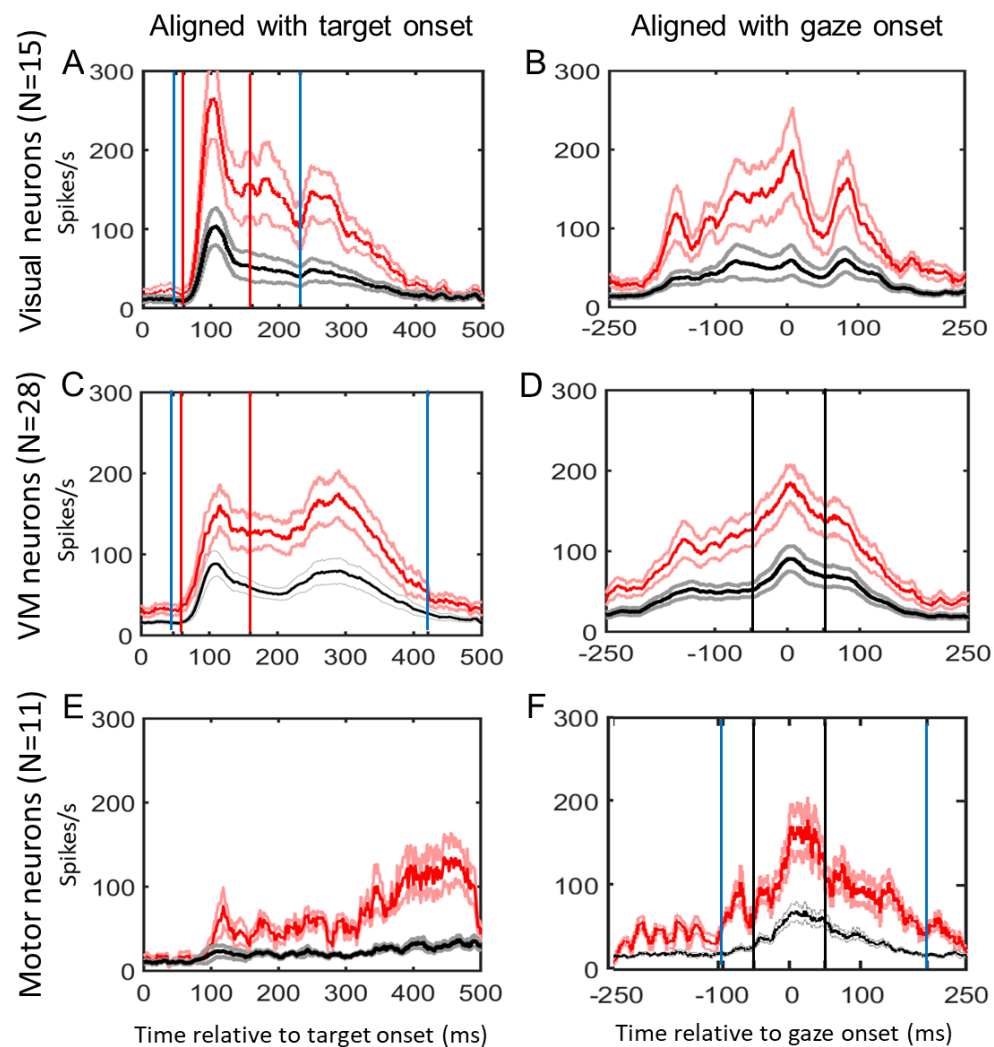 Aligned with target onset
Aligned with gaze onset
Visual neurons (N=15)
A
Spikes/s
300
200
100
0
0 100 200 300 400 500
B
300
200
100
0
-250 -100 0 100 250
VM neurons (N=28)
C
Spikes/s
300
200
100
0
0 100 200 300 400 500
D
300
200
100
0
-250 -100 0 100 250
Motor neurons (N=11)
E
Spikes/s
300
200
100
0
0 100 200 300 400 500
Time relative to target onset (ms)
F
300
200
100
0
-250 -100 0 100 250
Time relative to gaze onset (ms)